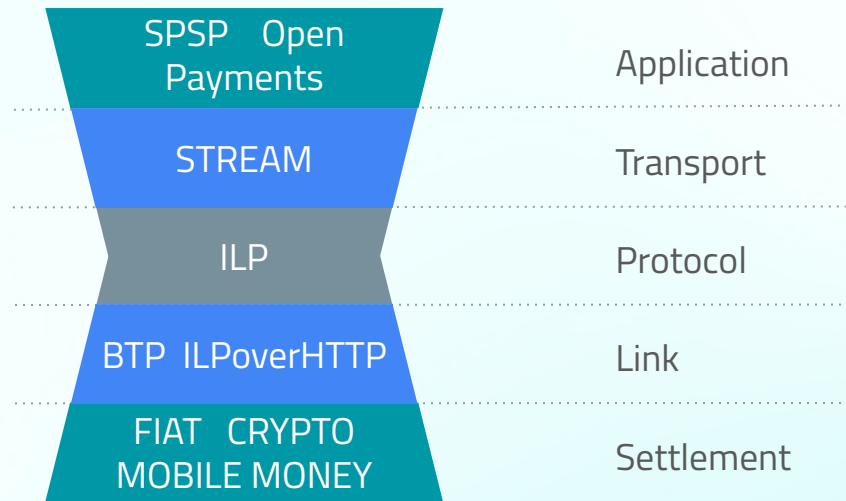 SPSP Open
Payments
Application
STREAM
Transport
ILP
Protocol
BTP ILPoverHTTP
Link
FIAT CRYPTO
MOBILE MONEY
Settlement